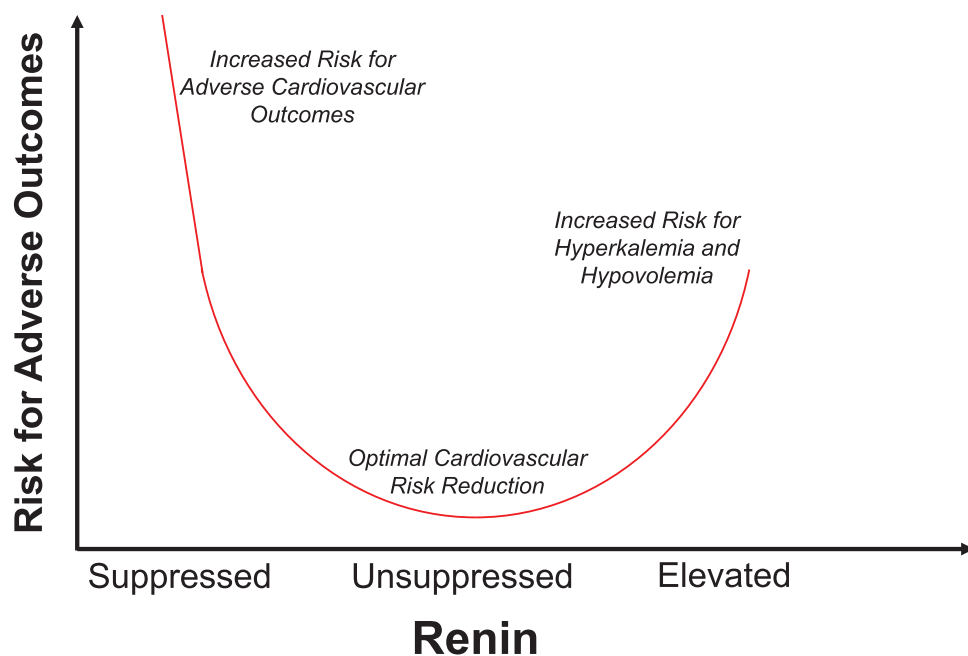 Risk for Adverse Outcomes
Increased Risk for
Adverse Cardiovascular
Outcomes
Increased Risk for
Hyperkalemia and
Hypovolemia
Optimal Cardiovascular
Risk Reduction
Suppressed
Unsuppressed
Elevated
Renin